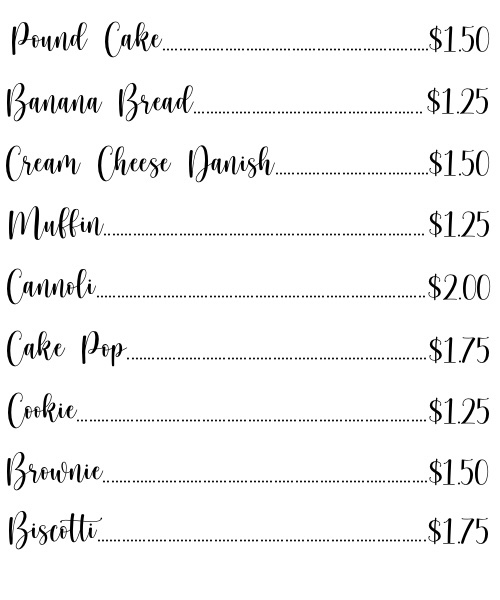 Pound Cake........................................$1.50
Banana Bread........................................$1.25
Cream Cheese Danish........................................$1.50
Muffin........................................$1.25
Cannoli........................................$2.00
Cake Pop........................................$1.75
Cookie........................................$1.25
Brownie........................................$1.50
Biscotti........................................$1.75